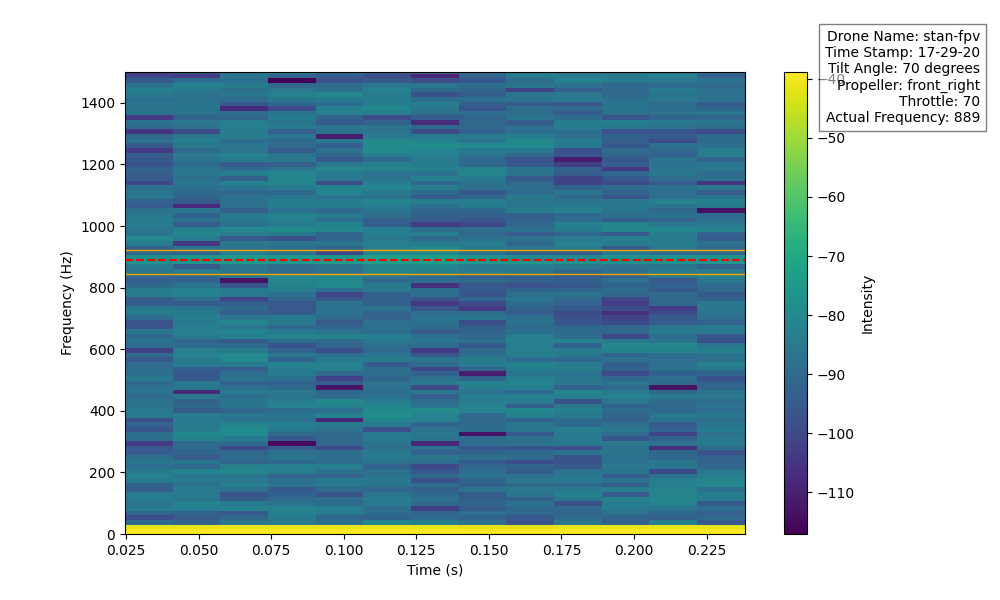 Drone Name: stan-fpv
Time Stamp: 17-29-20
Tilt Angle: 70 degrees
Propeller: front_right
Throttle: 70
Actual Frequency: 889
1400
1200
1000
800
600
400
200
0
Frequency (Hz)
0.025 0.050 0.075 0.100 0.125 0.150 0.175 0.200 0.225
Time (s)
−40
−50
−60
−70
−80
−90
−100
−110
Intensity